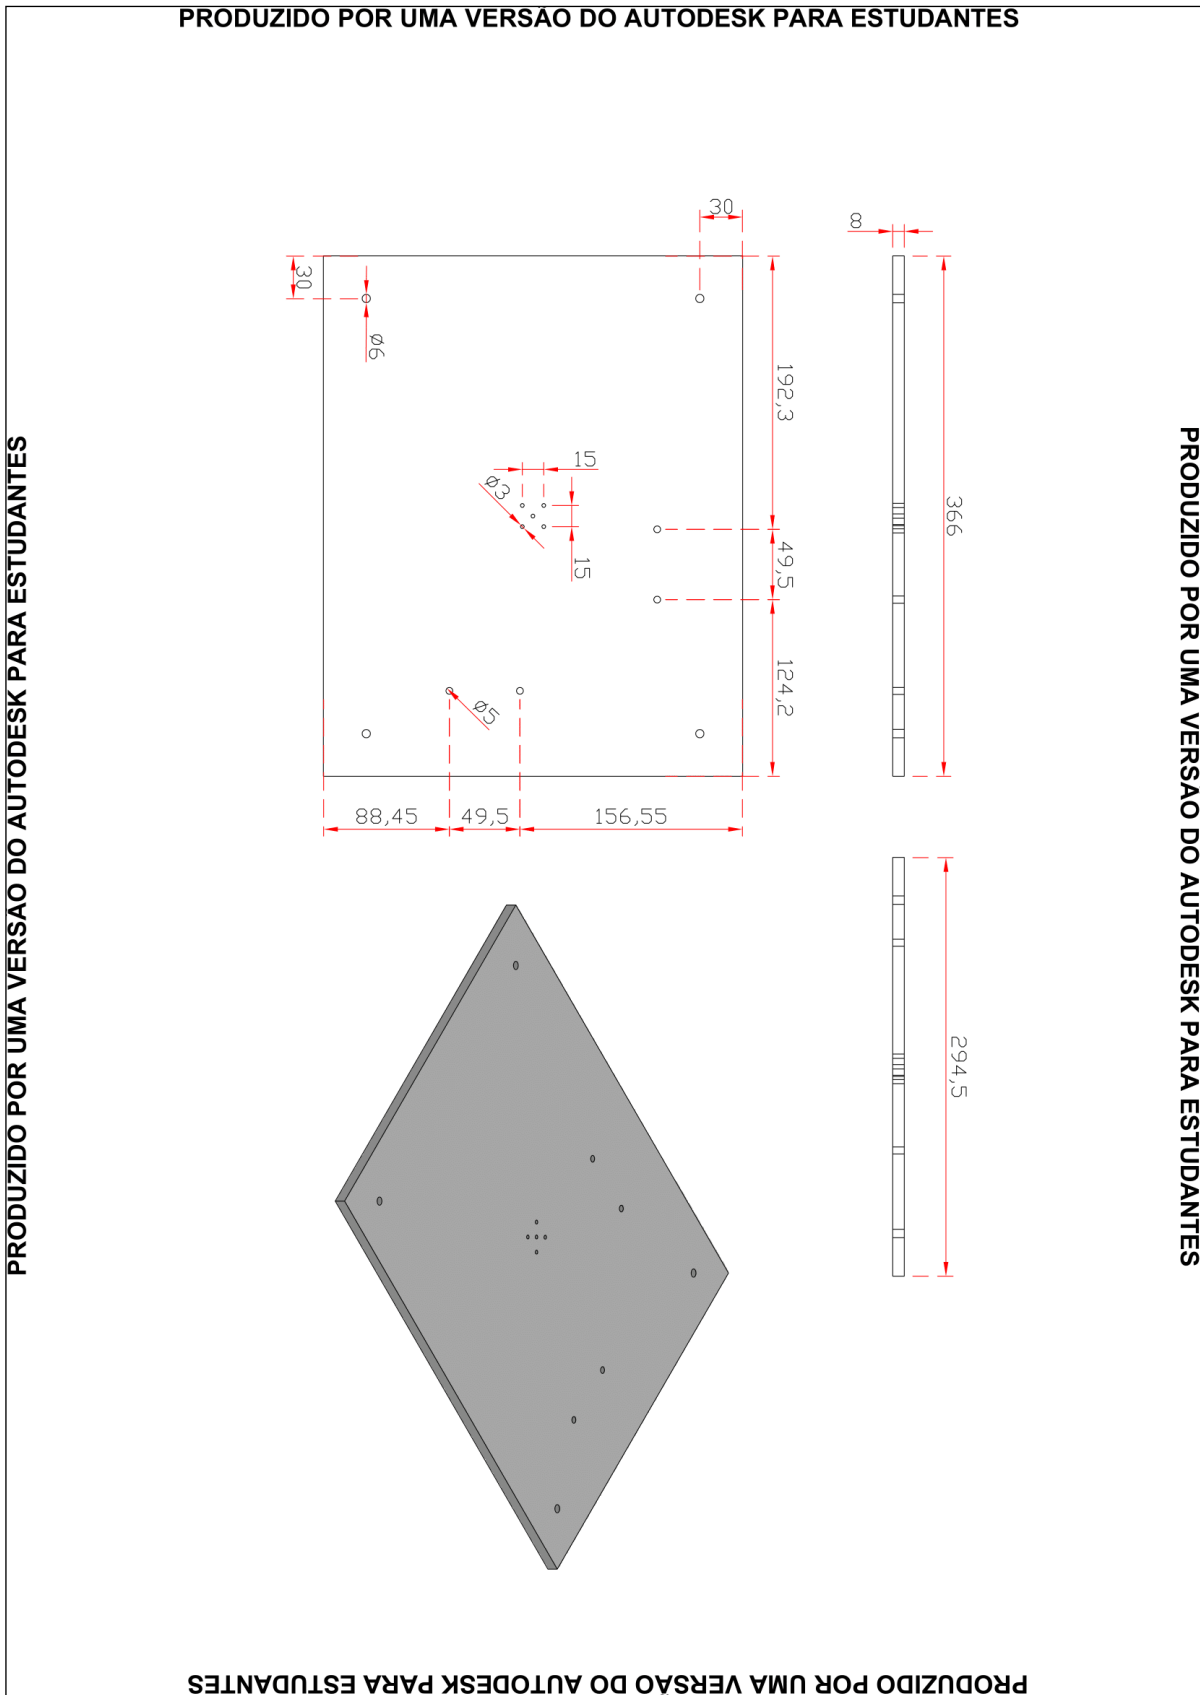 PRODUZIDO POR UMA VERSÃO DO AUTODESK PARA ESTUDANTES
30
8
30
Ø6
192,3
366
15
Ø3
15
49,5
124,2
Ø5
88,45
49,5
156,55
294,5
PRODUZIDO POR UMA VERSÃO DO AUTODESK PARA ESTUDANTES
PRODUZIDO POR UMA VERSÃO DO AUTODESK PARA ESTUDANTES
PRODUZIDO POR UMA VERSÃO DO AUTODESK PARA ESTUDANTES